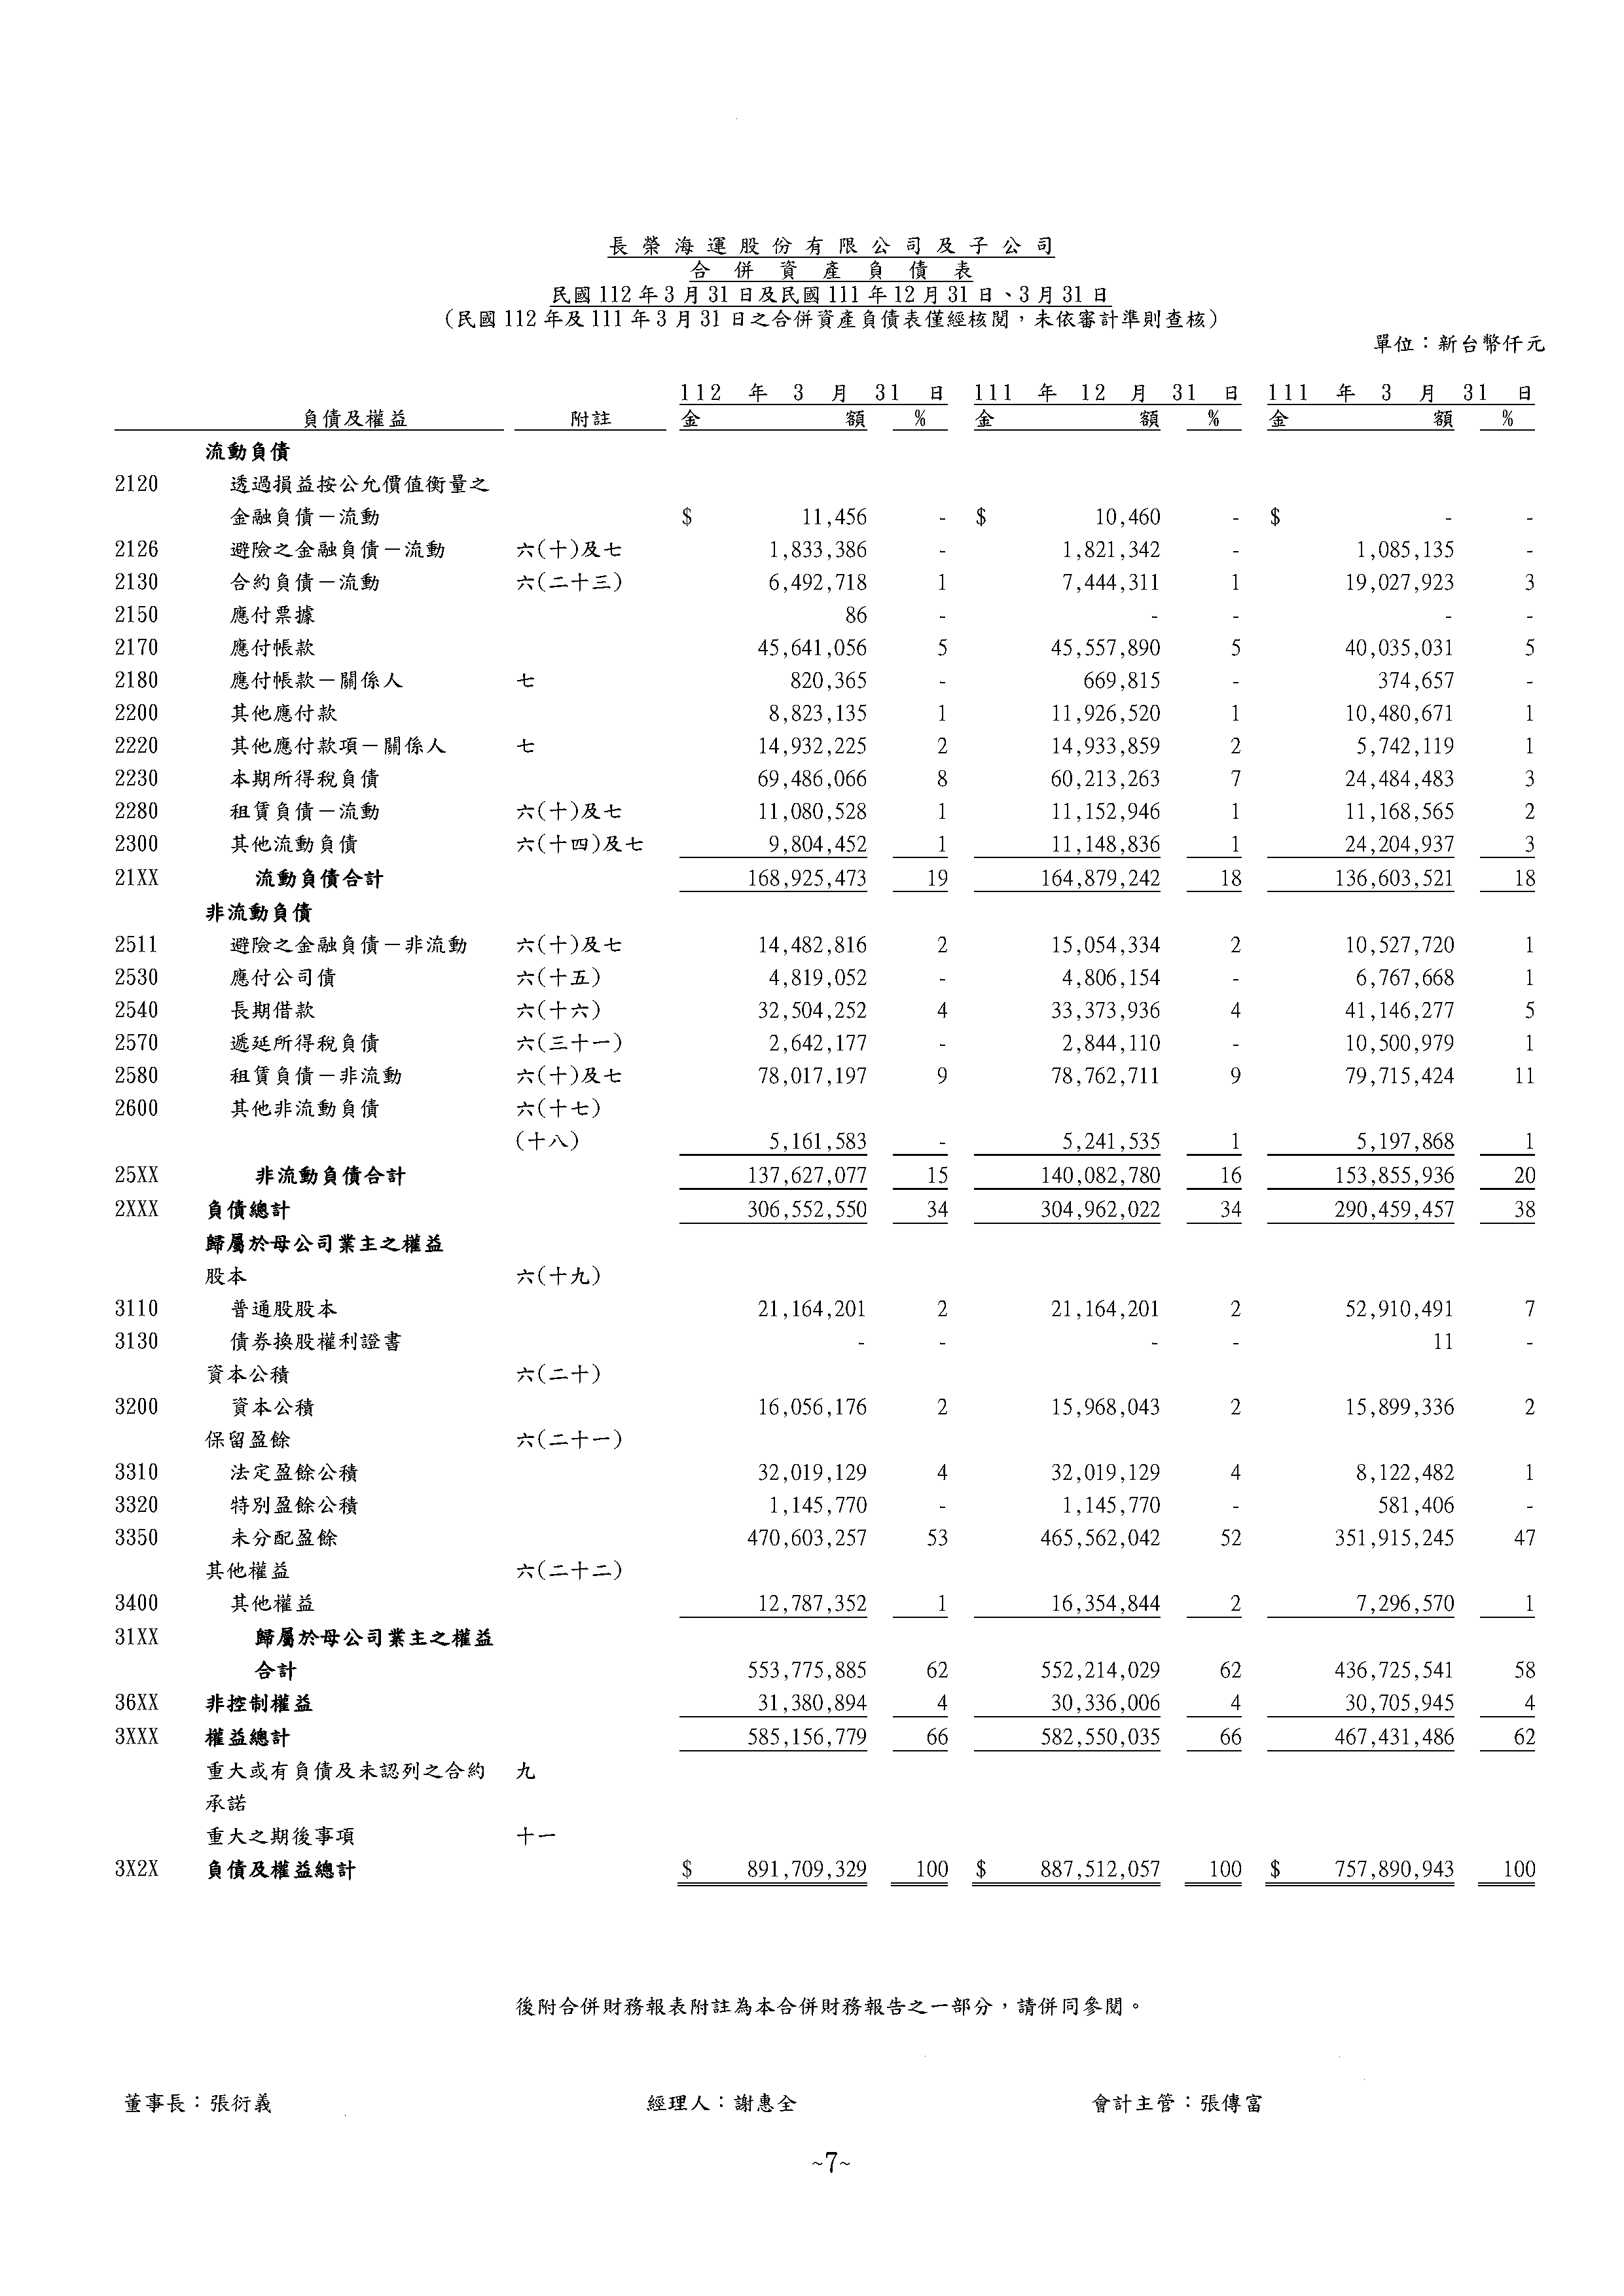 長榮海運股份有限公司及子公司
合併資產負債表
民國112年3月31日及民國111年12月31日、3月31日
(民國112年及111年3月31日之合併資產負債表僅經核閱，未依審計準則查核)
單位：新台幣仟元
112 年 3 月 31 日 111 年 12 月 31 日 111 年 3 月 31 日
負債及權益 附註 金額 % 金額 % 金額 %
流動負債
2120 透過損益按公允價值衡量之
金融負債－流動 $ 11,456 - $ 10,460 - $ - -
2126 避險之金融負債－流動 六(十)及七 1,833,386 - 1,821,342 - 1,085,135 -
2130 合約負債－流動 六(二十三) 6,492,718 1 7,444,311 1 19,027,923 3
2150 應付票據 86 - - - - -
2170 應付帳款 45,641,056 5 45,557,890 5 40,035,031 5
2180 應付帳款－關係人 七 820,365 - 669,815 - 374,657 -
2200 其他應付款 8,823,135 1 11,926,520 1 10,480,671 1
2220 其他應付款項－關係人 七 14,932,225 2 14,933,859 2 5,742,119 1
2230 本期所得稅負債 69,486,066 8 60,213,263 7 24,484,483 3
2280 租賃負債－流動 六(十)及七 11,080,528 1 11,152,946 1 11,168,565 2
2300 其他流動負債 六(十四)及七 9,804,452 1 11,148,836 1 24,204,937 3
21XX 流動負債合計 168,925,473 19 164,879,242 18 136,603,521 18
非流動負債
2511 避險之金融負債－非流動 六(十)及七 14,482,816 2 15,054,334 2 10,527,720 1
2530 應付公司債 六(十五) 4,819,052 - 4,806,154 - 6,767,668 1
2540 長期借款 六(十六) 32,504,252 4 33,373,936 4 41,146,277 5
2570 遞延所得稅負債 六(三十一) 2,642,177 - 2,844,110 - 10,500,979 1
2580 租賃負債－非流動 六(十)及七 78,017,197 9 78,762,711 9 79,715,424 11
2600 其他非流動負債 六(十七)
(十八) 5,161,583 - 5,241,535 1 5,197,868 1
25XX 非流動負債合計 137,627,077 15 140,082,780 16 153,855,936 20
2XXX 負債總計 306,552,550 34 304,962,022 34 290,459,457 38
歸屬於母公司業主之權益
股本 六(十九)
3110 普通股股本 21,164,201 2 21,164,201 2 52,910,491 7
3130 債券換股權利證書 - - - - 11 -
資本公積 六(二十)
3200 資本公積 16,056,176 2 15,968,043 2 15,899,336 2
保留盈餘 六(二十一)
3310 法定盈餘公積 32,019,129 4 32,019,129 4 8,122,482 1
3320 特別盈餘公積 1,145,770 - 1,145,770 - 581,406 -
3350 未分配盈餘 470,603,257 53 465,562,042 52 351,915,245 47
其他權益 六(二十二)
3400 其他權益 12,787,352 1 16,354,844 2 7,296,570 1
31XX 歸屬於母公司業主之權益
合計 553,775,885 62 552,214,029 62 436,725,541 58
36XX 非控制權益 31,380,894 4 30,336,006 4 30,705,945 4
3XXX 權益總計 585,156,779 66 582,550,035 66 467,431,486 62
重大或有負債及未認列之合約 九
承諾
重大之期後事項 十一
3X2X 負債及權益總計 $ 891,709,329 100 $ 887,512,057 100 $ 757,890,943 100
後附合併財務報表附註為本合併財務報告之一部分，請併同參閱。
董事長：張衍義 經理人：謝惠全 會計主管：張傳富
~7~